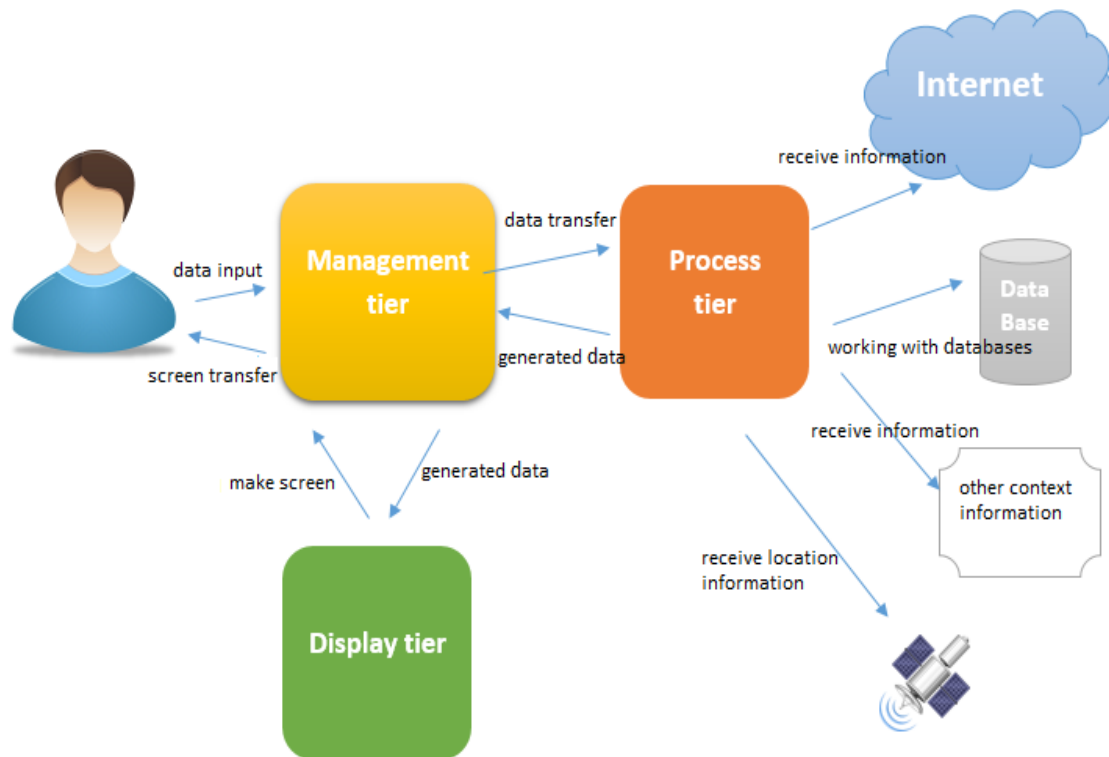 Internet
receive information
data transfer
Management
tier
Process
tier
data input
Data
Base
generated data
working with databases
screen transfer
receive information
make screen
generated data
other context
information
receive location
information
Display tier